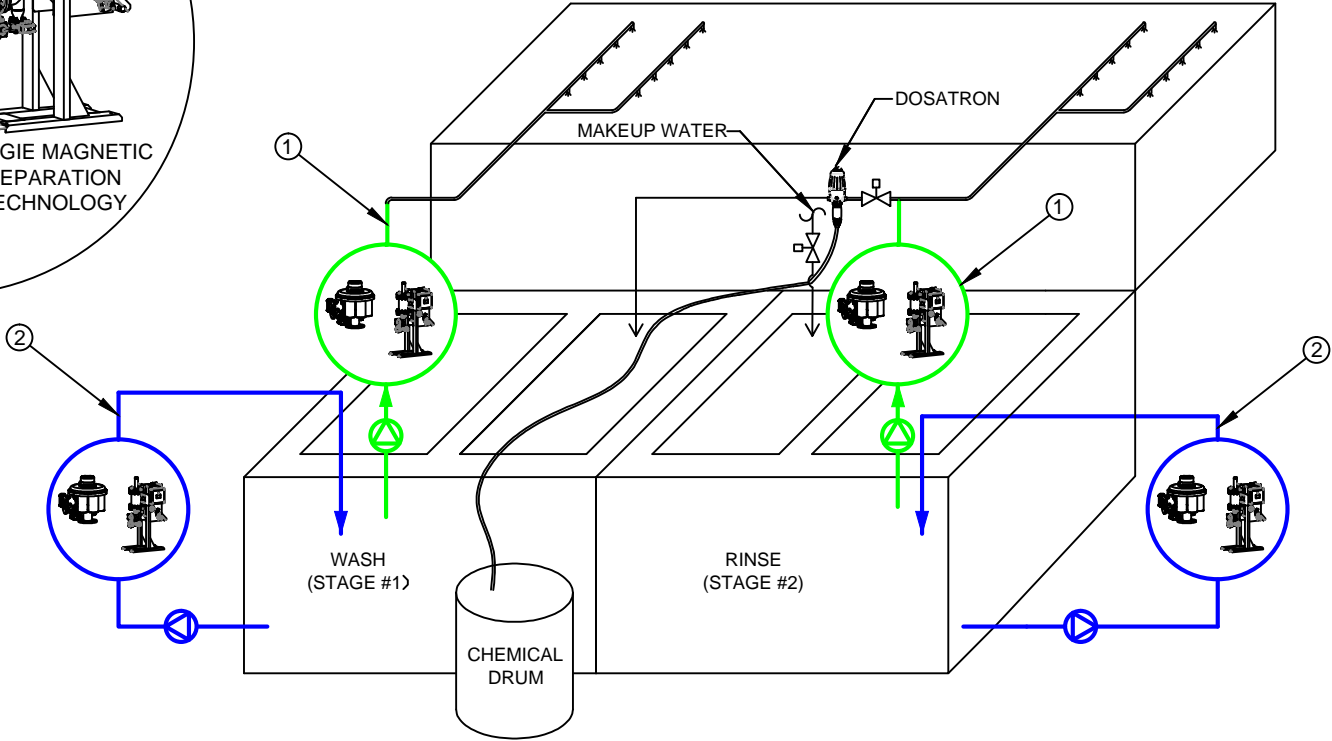 GIE MAGNETIC
EPARATION
ECHNOLOGY
1
MAKEUP WATER
DOSATRON
1
2
2
WASH
(STAGE #1)
RINSE
(STAGE #2)
CHEMICAL
DRUM